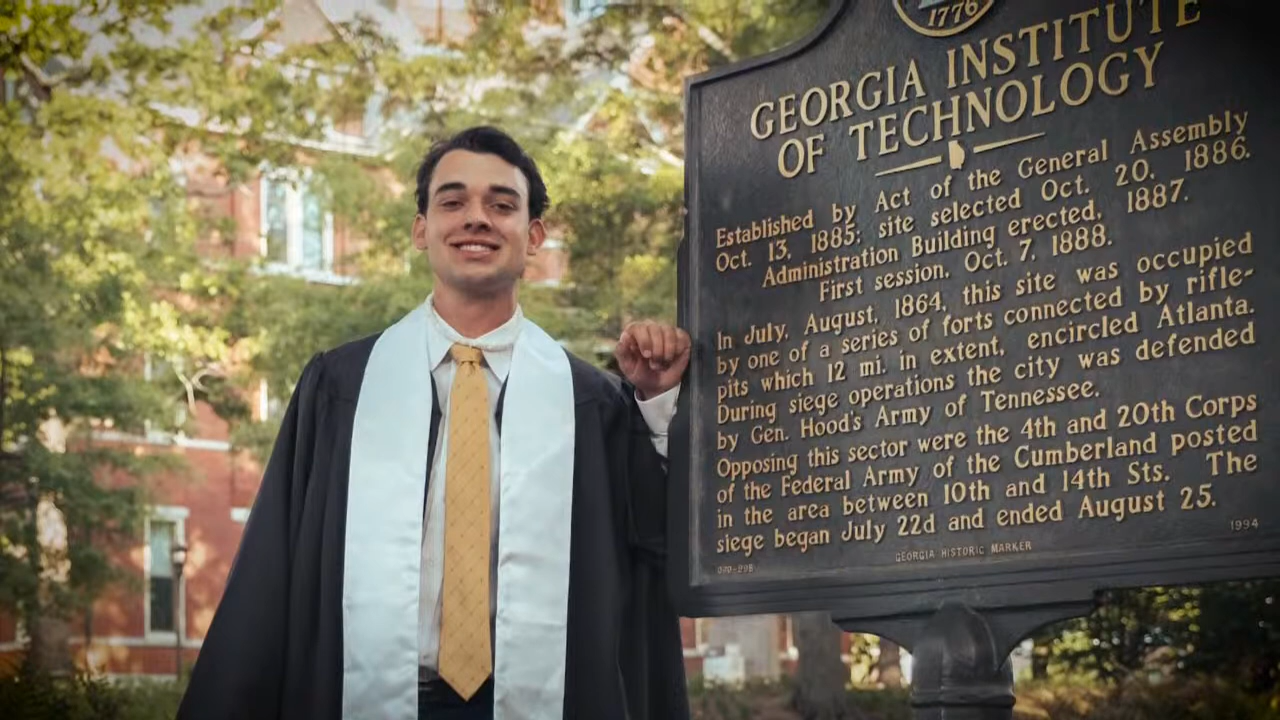 1776
GEORGIA INSTITUTE
OF TECHNOLOGY
Established by Act of the General Assembly
Oct. 13, 1885; site selected Oct. 20, 1886.
Administration Building erected, 1887.
First session, Oct. 7, 1888.
In July, August, 1864, this site was occupied
by one of a series of forts connected by rifle-
pits which 12 mi. in extent, encircled Atlanta.
During siege operations the city was defended
by Gen. Hood's Army of Tennessee.
Opposing this sector were the 4th and 20th Corps
of the Federal Army of the Cumberland posted
in the area between 10th and 14th Sts. The
siege began July 22d and ended August 25.
GEORGIA HISTORIC MARKER
1994